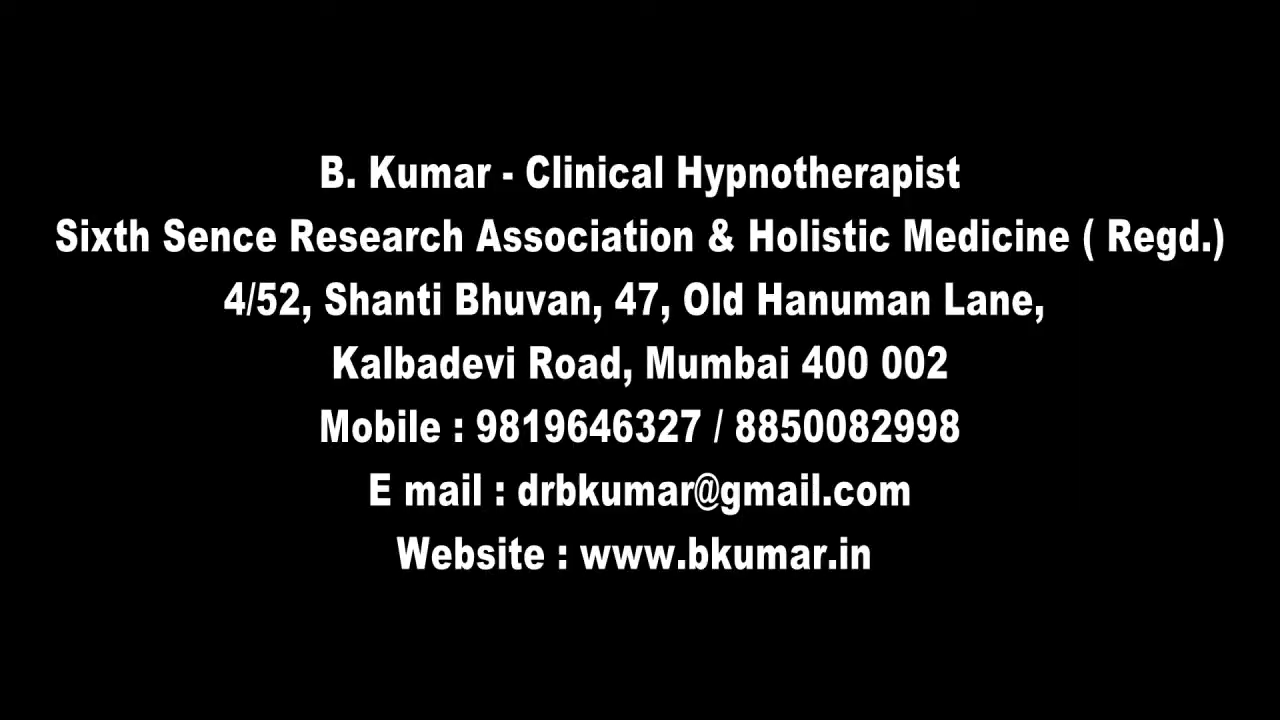 B. Kumar - Clinical Hypnotherapist
Sixth Sence Research Association & Holistic Medicine ( Regd.)
4/52, Shanti Bhuvan, 47, Old Hanuman Lane,
Kalbadevi Road, Mumbai 400 002
Mobile : 9819646327 / 8850082998
E mail : drbkumar@gmail.com
Website : www.bkumar.in